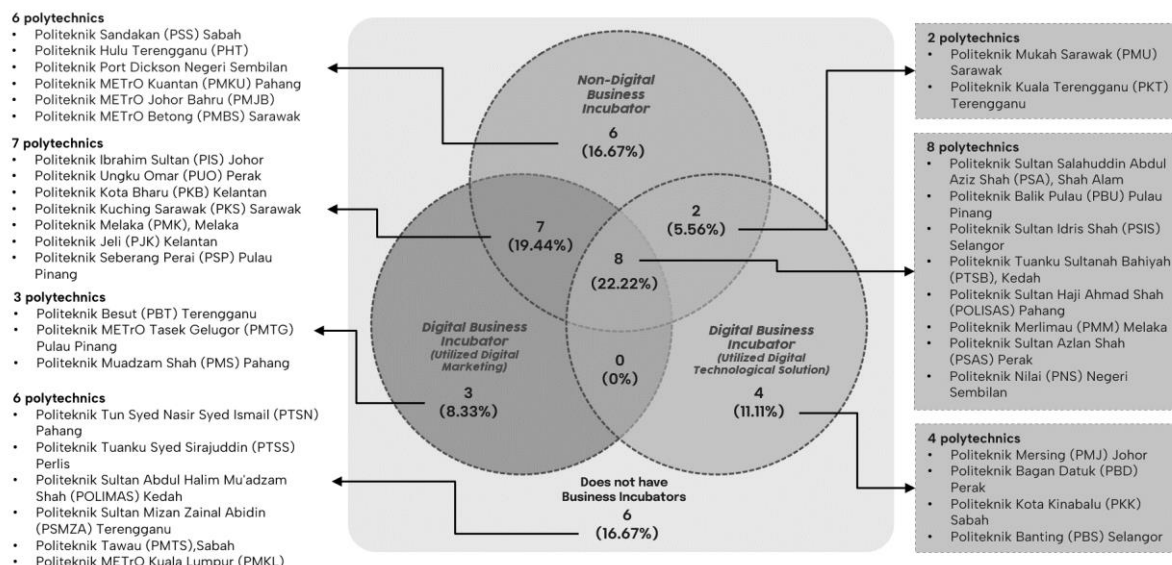 6 polytechnics
• Politeknik Sandakan (PSS) Sabah
• Politeknik Hulu Terengganu (PHT)
• Politeknik Port Dickson Negeri Sembilan
• Politeknik METrO Kuantan (PMKU) Pahang
• Politeknik METrO Johor Bahru (PMJB)
• Politeknik METrO Betong (PMBS) Sarawak
7 polytechnics
• Politeknik Ibrahim Sultan (PIS) Johor
• Politeknik Ungku Omar (PUO) Perak
• Politeknik Kota Bharu (PKB) Kelantan
• Politeknik Kuching Sarawak (PKS) Sarawak
• Politeknik Melaka (PMK), Melaka
• Politeknik Jeli (PJK) Kelantan
• Politeknik Seberang Perai (PSP) Pulau
Pinang
3 polytechnics
• Politeknik Besut (PBT) Terengganu
• Politeknik METrO Tasek Gelugor (PMTG)
Pulau Pinang
• Politeknik Muadzam Shah (PMS) Pahang
6 polytechnics
• Politeknik Tun Syed Nasir Syed Ismail (PTSN)
Pahang
• Politeknik Tuanku Syed Sirajuddin (PTSS)
Perlis
• Politeknik Sultan Abdul Halim Mu'adzam
Shah (POLIMAS) Kedah
• Politeknik Sultan Mizan Zainal Abidin
(PSMZA) Terengganu
• Politeknik Tawau (PMTS),Sabah
• Politeknik METrO Kuala Lumpur (PMKL)
Non-Digital
Business
Incubator
6
(16.67%)
7
(19.44%)
2
(5.56%)
8
(22.22%)
Digital Business
Incubator
(Utilized Digital
Marketing)
3
(8.33%)
0
(0%)
Digital Business
Incubator
(Utilized Digital
Technological Solution)
4
(11.11%)
Does not have
Business Incubators
6
(16.67%)
2 polytechnics
• Politeknik Mukah Sarawak (PMU)
Sarawak
• Politeknik Kuala Terengganu (PKT)
Terengganu
8 polytechnics
• Politeknik Sultan Salahuddin Abdul
Aziz Shah (PSA), Shah Alam
• Politeknik Balik Pulau (PBU) Pulau
Pinang
• Politeknik Sultan Idris Shah (PSIS)
Selangor
• Politeknik Tuanku Sultanah Bahiyah
(PTSB), Kedah
• Politeknik Sultan Haji Ahmad Shah
(POLISAS) Pahang
• Politeknik Merlimau (PMM) Melaka
• Politeknik Sultan Azlan Shah
(PSAS) Perak
• Politeknik Nilai (PNS) Negeri
Sembilan
4 polytechnics
• Politeknik Mersing (PMJ) Johor
• Politeknik Bagan Datuk (PBD)
Perak
• Politeknik Kota Kinabalu (PKK)
Sabah
• Politeknik Banting (PBS) Selangor